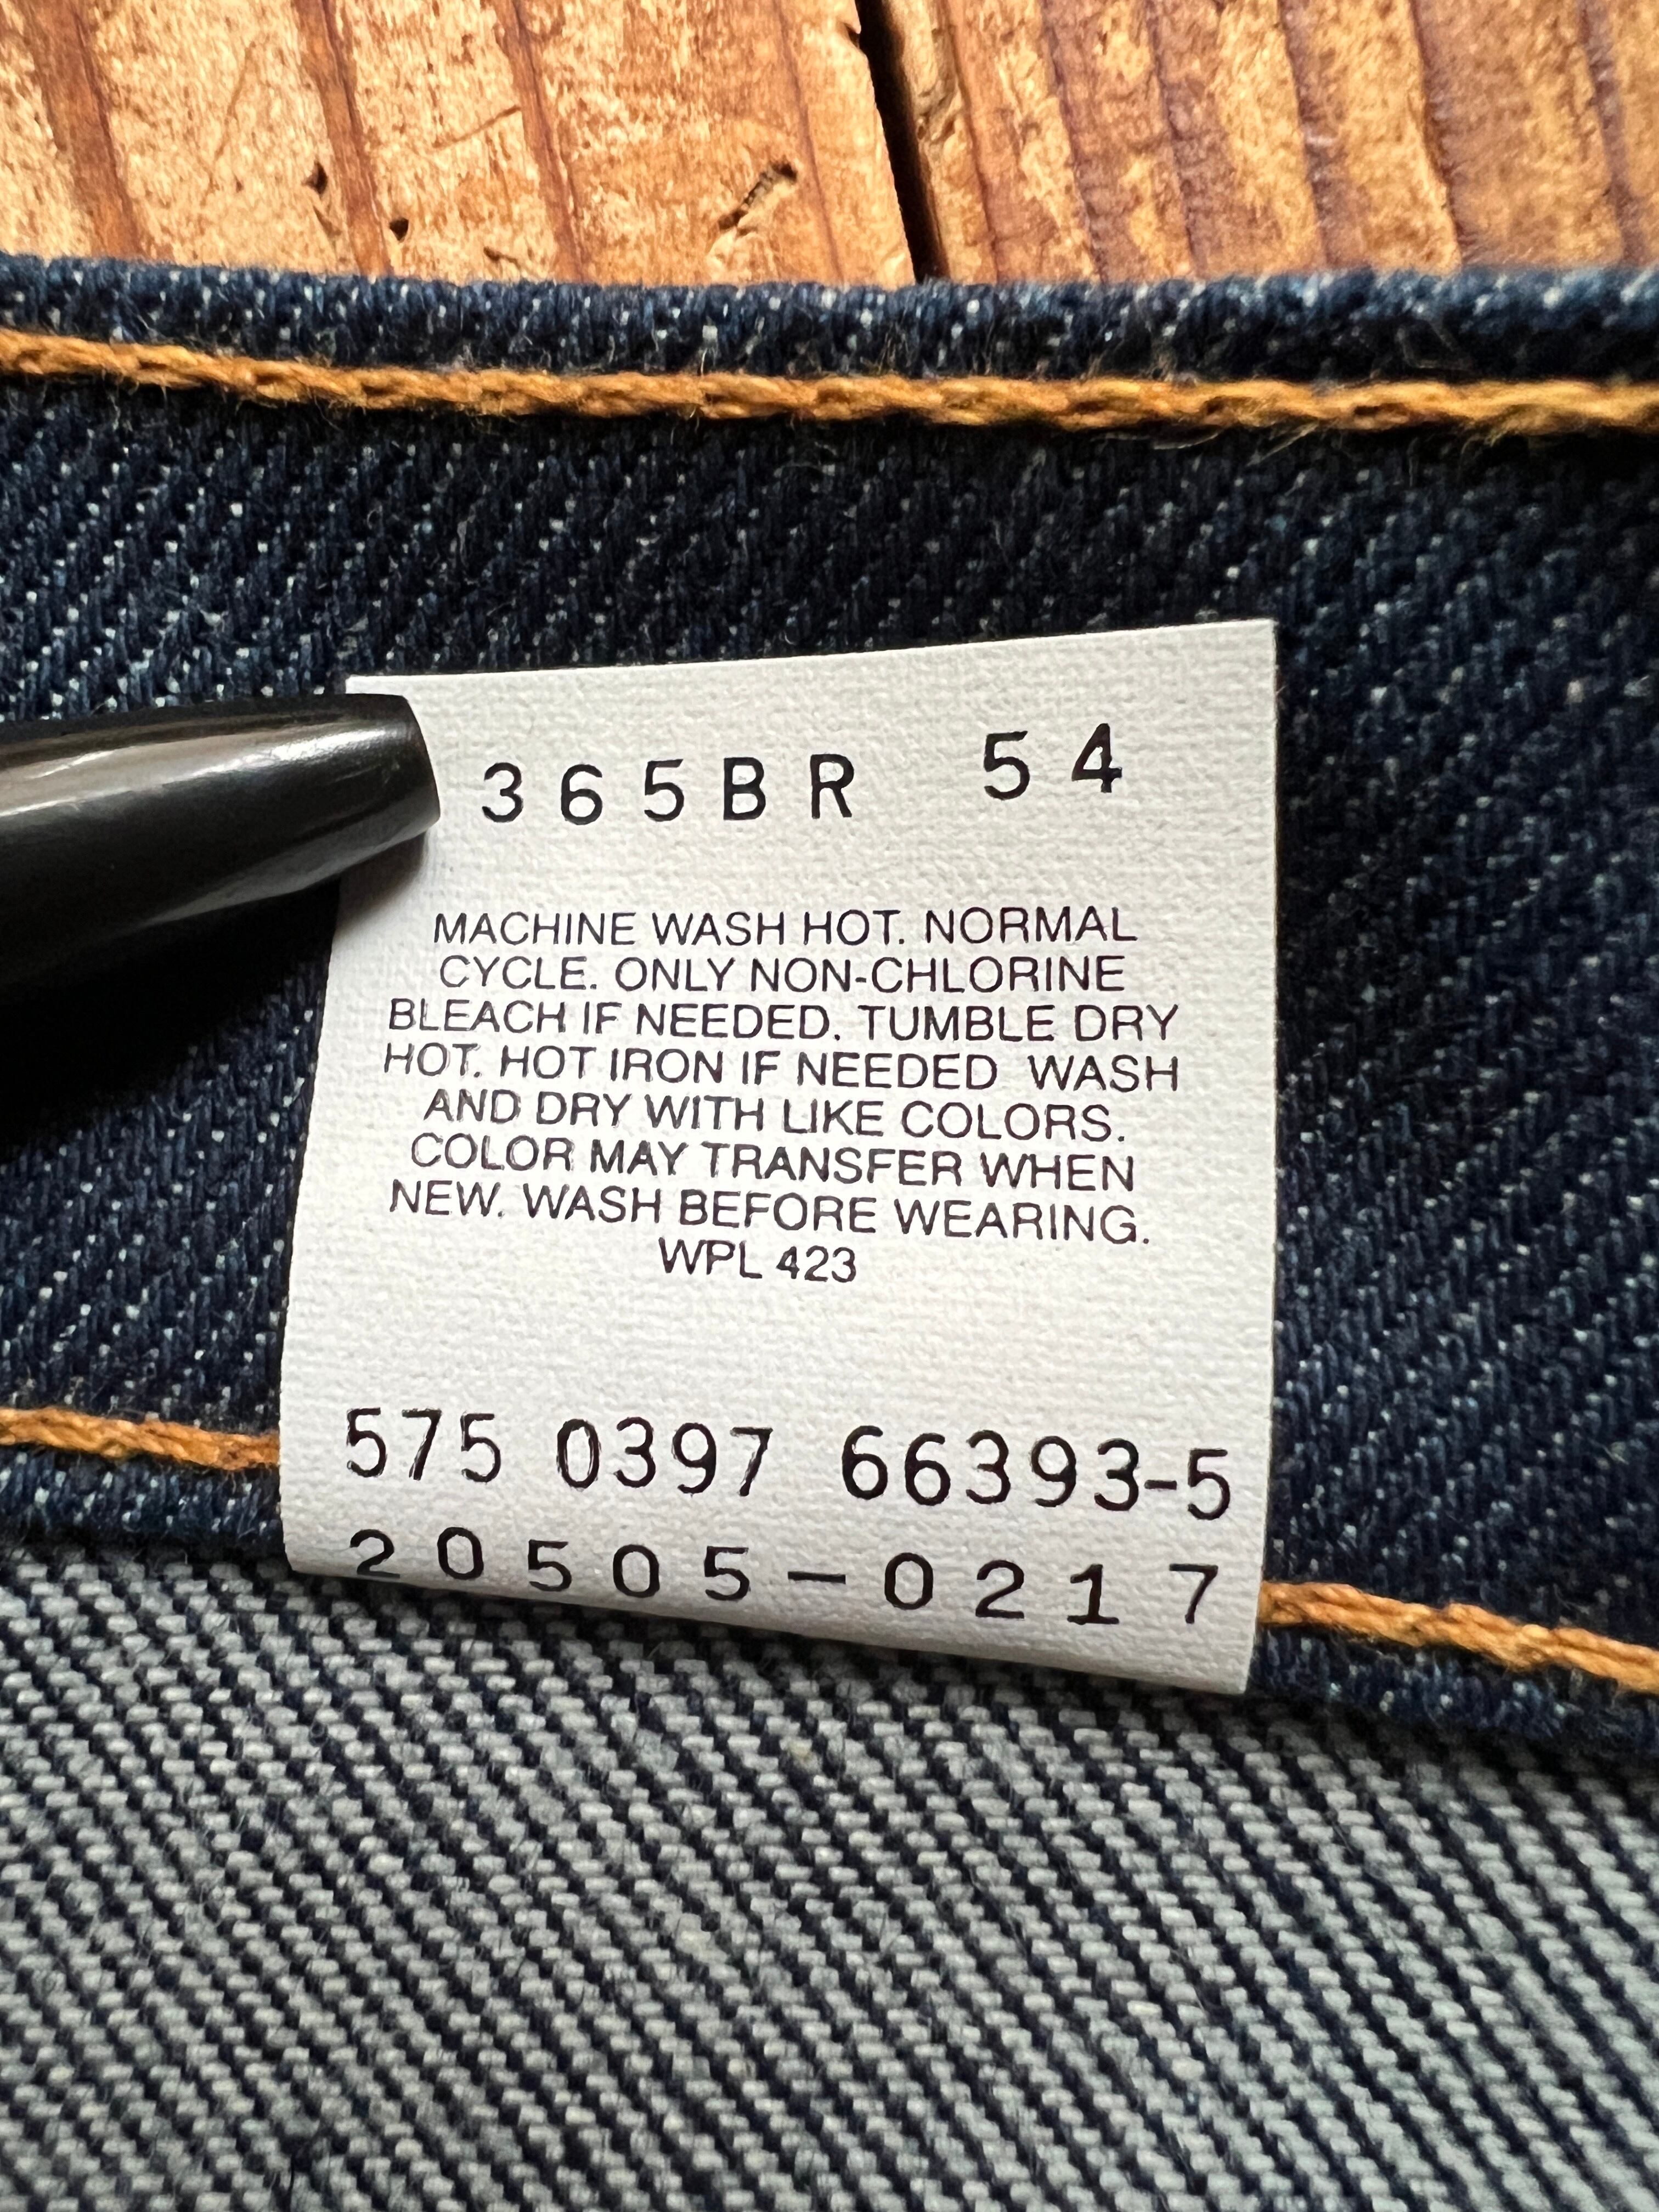 365BR 54
MACHINE WASH HOT. NORMAL
CYCLE. ONLY NON-CHLORINE
BLEACH IF NEEDED. TUMBLE DRY
HOT. HOT IRON IF NEEDED WASH
AND DRY WITH LIKE COLORS.
COLOR MAY TRANSFER WHEN
NEW. WASH BEFORE WEARING.
WPL 423
575 0397 66393-5
20505-0217